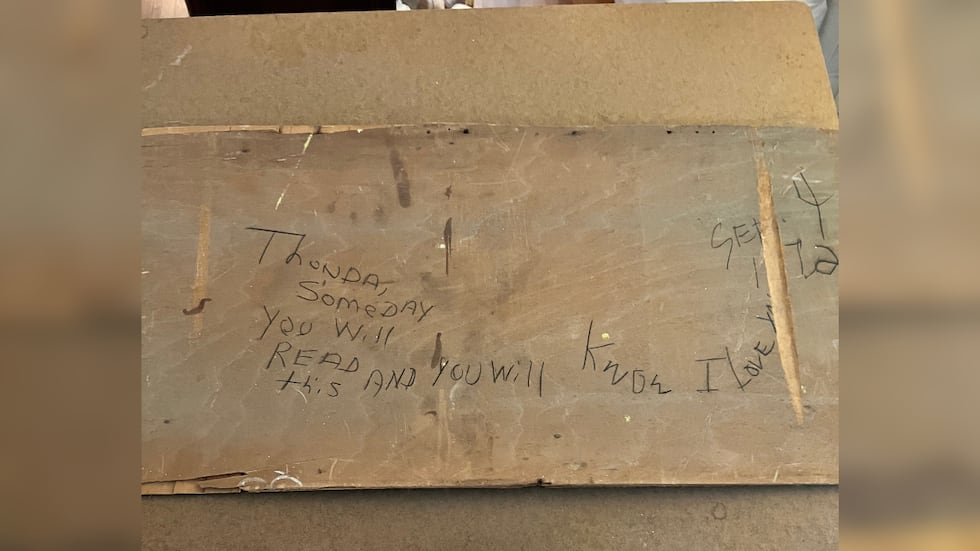 Thonda,
Someday
You Will
READ
this AND You Will Know I Love